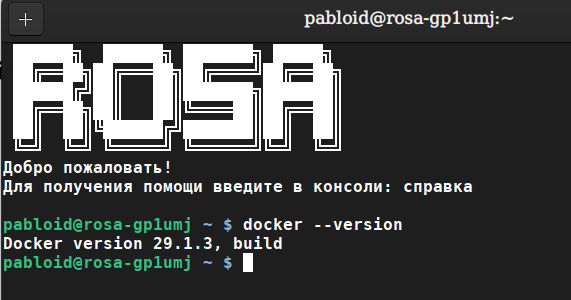 pabloid@rosa-gp1umj:~
ROSA
Добро пожаловать!
Для получения помощи введите в консоли: справка
pabloid@rosa-gp1umj ~ $ docker --version
Docker version 29.1.3, build
pabloid@rosa-gp1umj ~ $